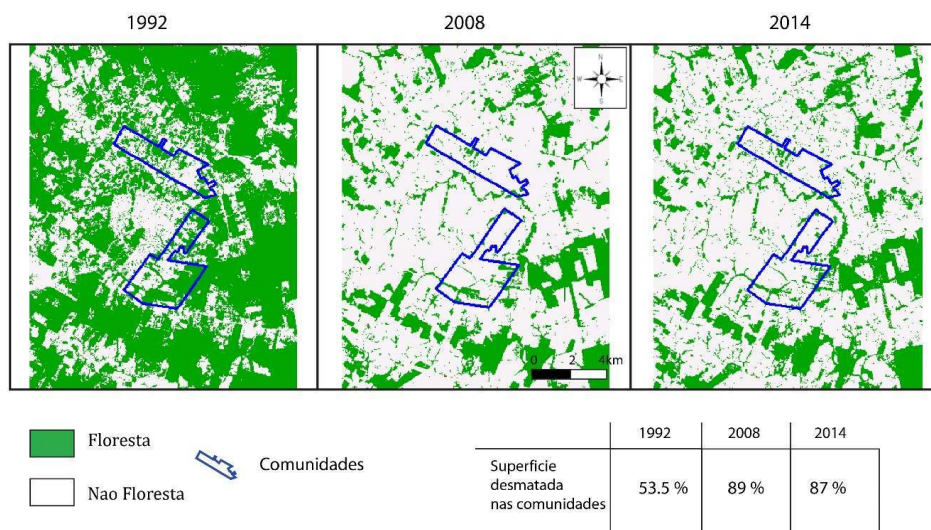 1992 2008 2014
N
W E
S
0 2 4km
Floresta
Nao Floresta
Comunidades
1992 2008 2014
Superficie
desmatada
nas comunidades
53.5 % 89 % 87 %